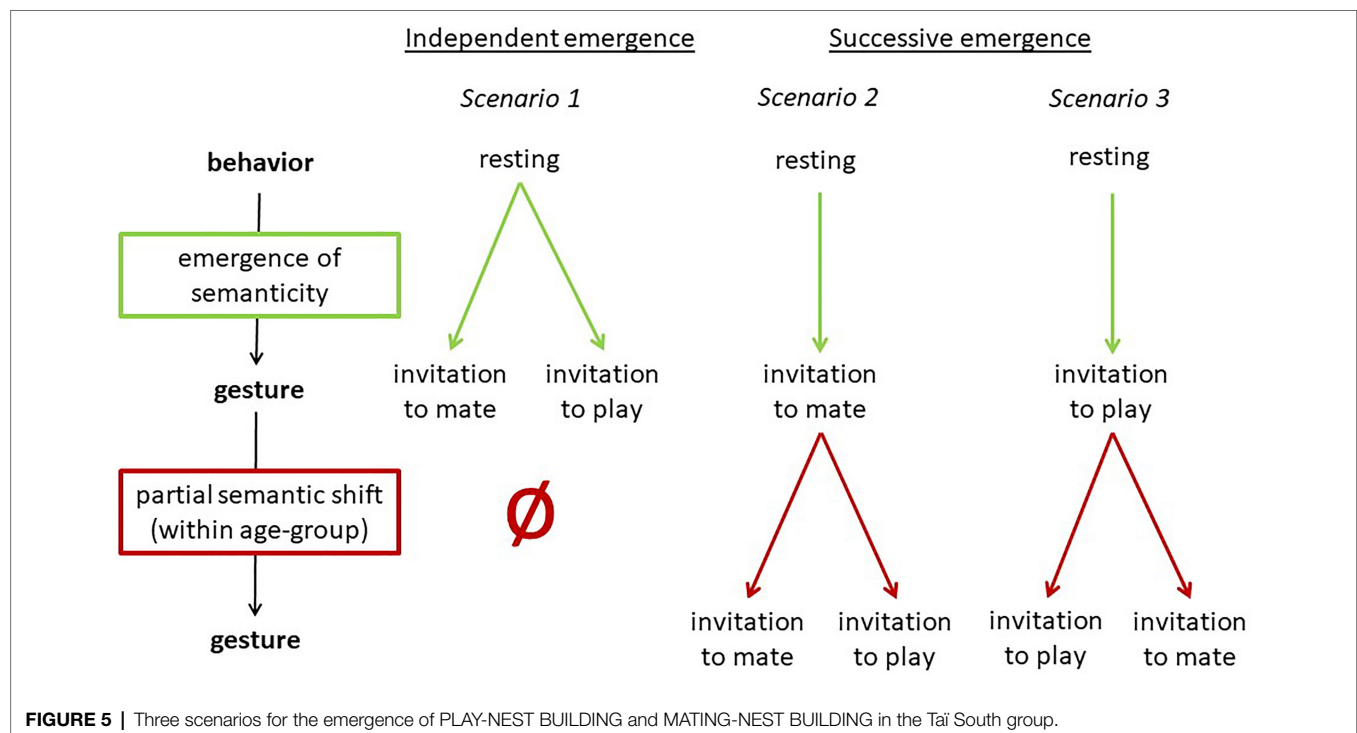 Independent emergence
Successive emergence
Scenario 1
Scenario 2
Scenario 3
behavior
resting
resting
resting
emergence of
semanticity
gesture
invitation
to mate
invitation
to play
invitation
to mate
invitation
to play
partial semantic shift
(within age-group)
Ø
gesture
invitation
to mate
invitation
to play
invitation
to play
invitation
to mate
FIGURE 5 | Three scenarios for the emergence of PLAY-NEST BUILDING and MATING-NEST BUILDING in the Taï South group.